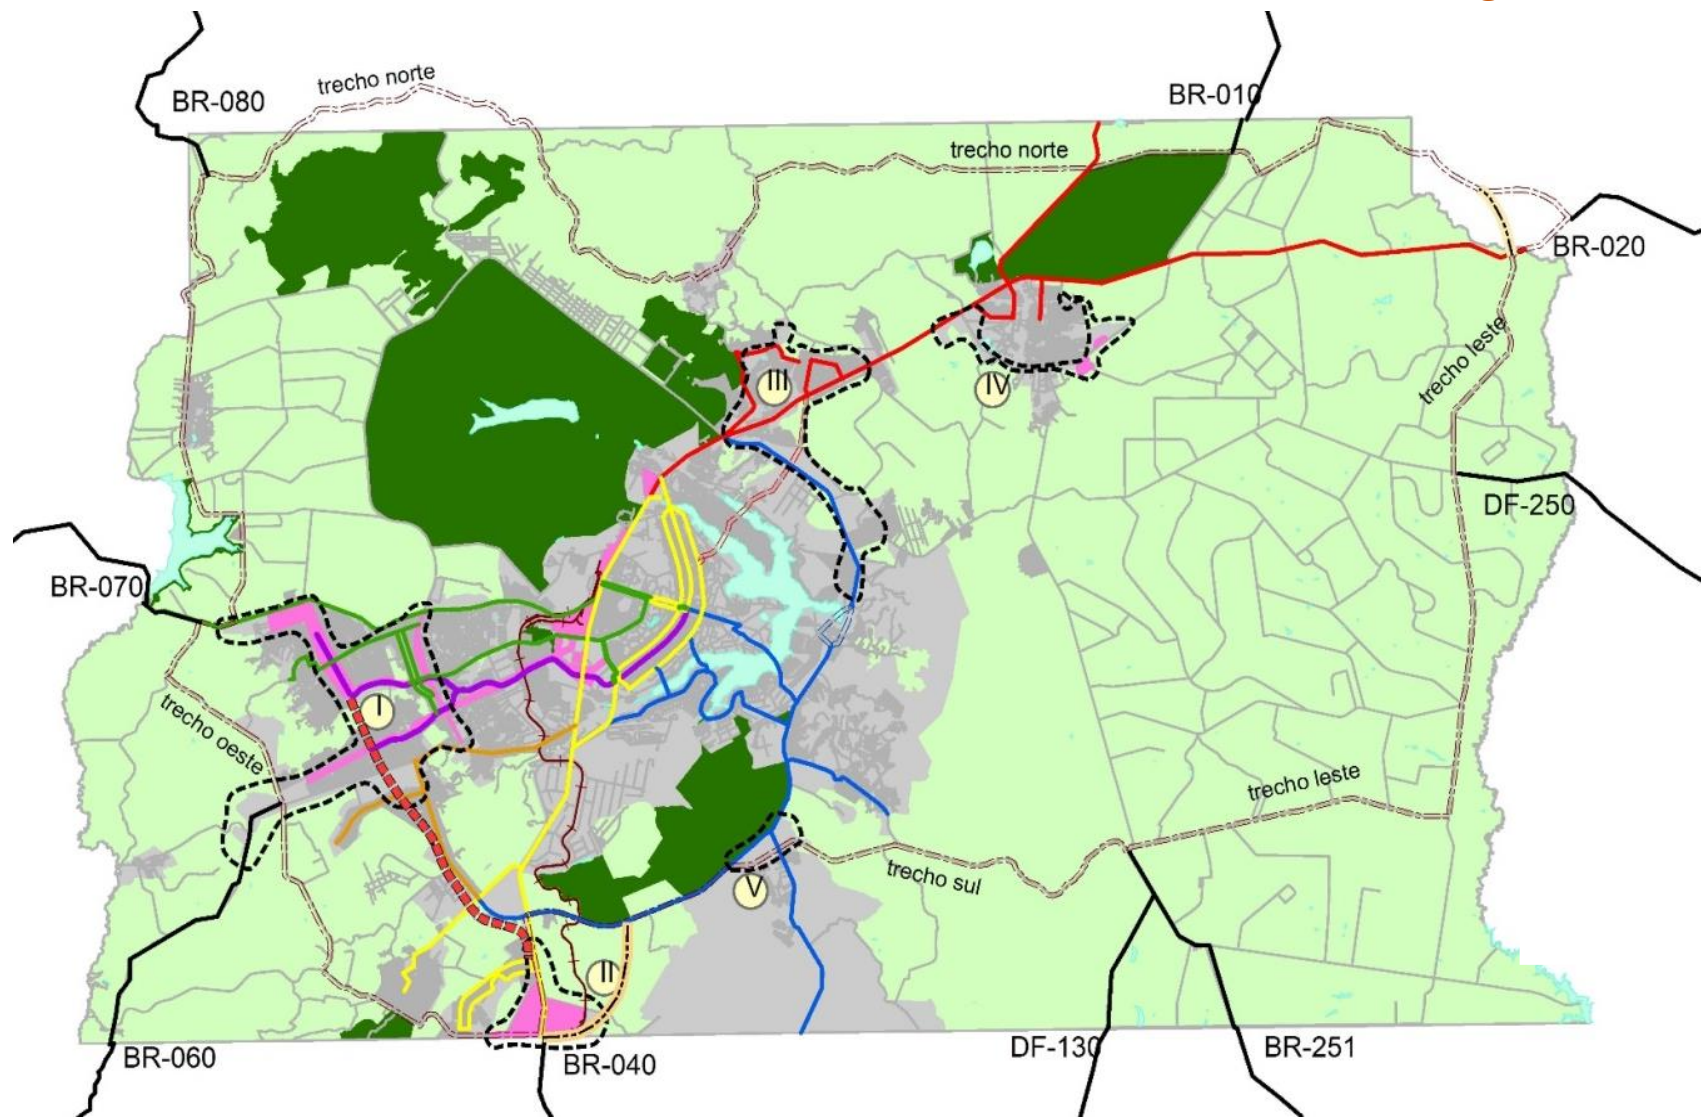 trecho norte
BR-080
BR-010
trecho norte
BR-020
trecho leste
III
IV
DF-250
BR-070
I
trecho oeste
trecho leste
trecho sul
V
II
BR-060
BR-040
DF-130
BR-251